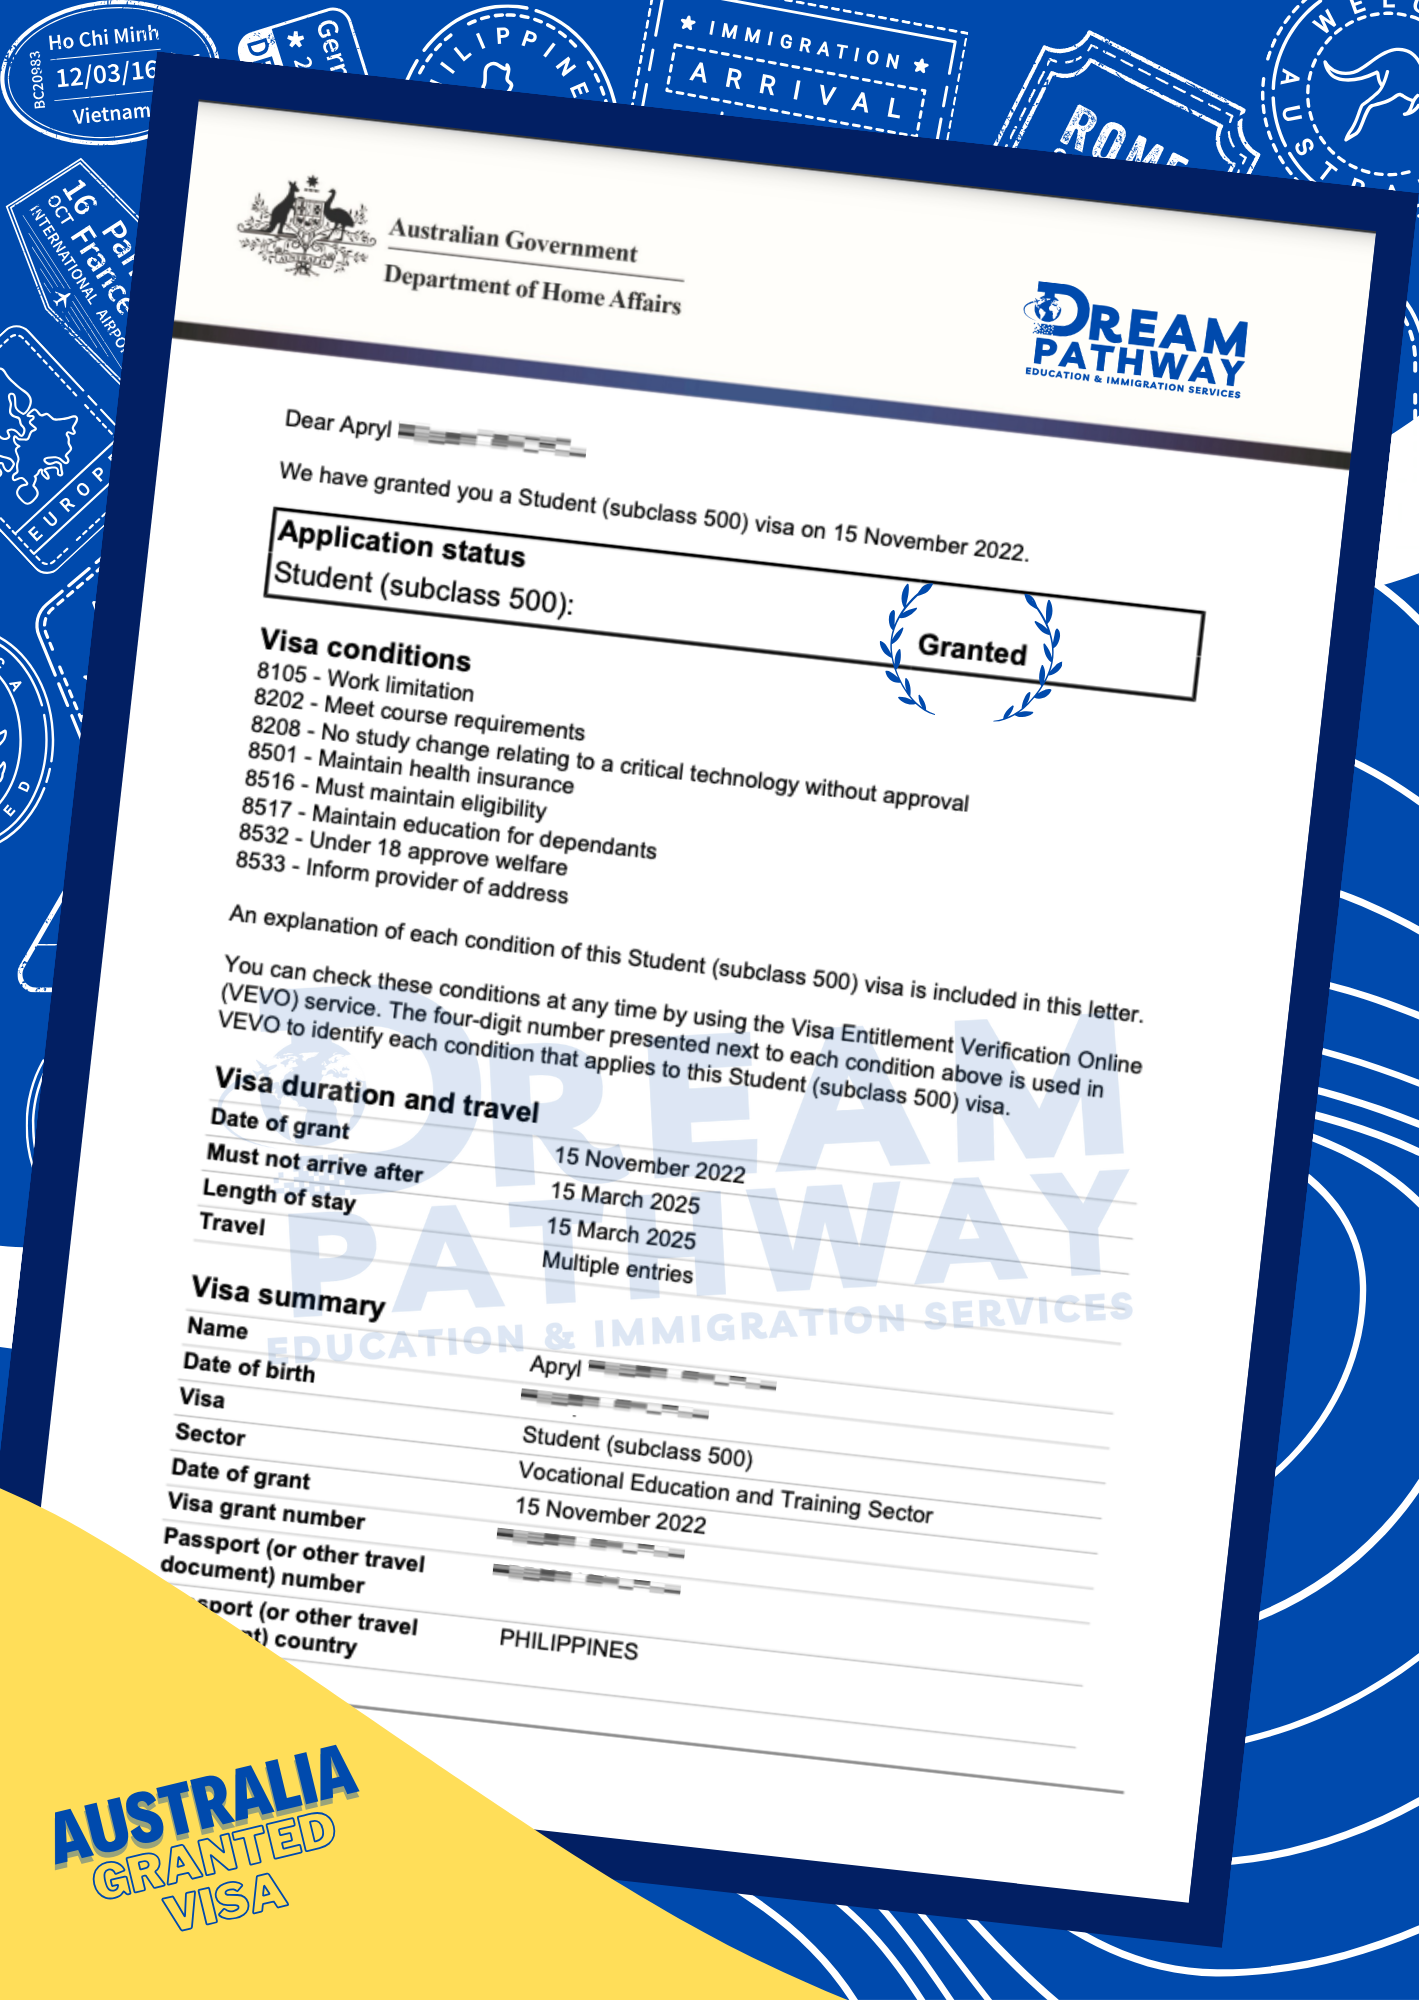 Ho Chi Minh
12/03/16
Vietnam
BC20983
PHILIPPINE
IMMIGRATION
ARRIVAL
ROME
16
OCT
France
INTERNATIONAL AIRPO
EUROP
Australian Government
Department of Home Affairs
AUSTRALIA
DREAM
PATHWAY
EDUCATION & IMMIGRATION SERVICES
Dear Apryl
We have granted you a Student (subclass 500) visa on 15 November 2022.
Application status
Student (subclass 500):
Granted
Visa conditions
8105 - Work limitation
8202 - Meet course requirements
8208 - No study change relating to a critical technology without approval
8501 - Maintain health insurance
8516 - Must maintain eligibility
8517 - Maintain education for dependants
8532 - Under 18 approve welfare
8533 - Inform provider of address
An explanation of each condition of this Student (subclass 500) visa is included in this letter.
You can check these conditions at any time by using the Visa Entitlement Verification Online
(VEVO) service. The four-digit number presented next to each condition above is used in
VEVO to identify each condition that applies to this Student (subclass 500) visa.
Visa duration and travel
Date of grant 15 November 2022
Must not arrive after 15 March 2025
Length of stay 15 March 2025
Travel Multiple entries
DREAM
PATHWAY
EDUCATION & IMMIGRATION SERVICES
Visa summary
Name Apryl
Date of birth
Visa Student (subclass 500)
Sector Vocational Education and Training Sector
Date of grant 15 November 2022
Visa grant number
Passport (or other travel
document) number
sport (or other travel
nt) country PHILIPPINES
AUSTRALIA
GRANTED
VISA